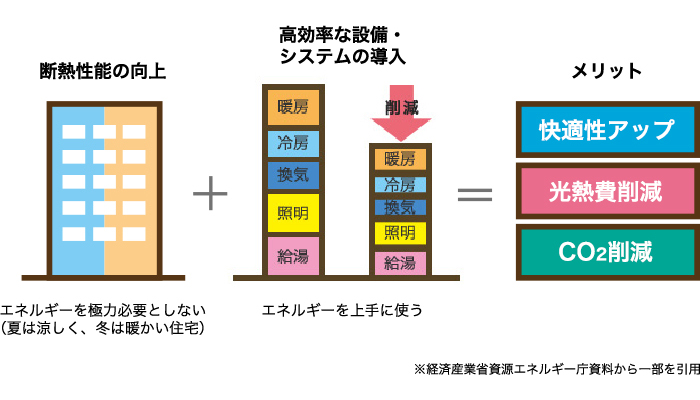 断熱性能の向上
エネルギーを極力必要としない
（夏は涼しく、冬は暖かい住宅）
＋
高効率な設備・
システムの導入
暖房
冷房
換気
照明
給湯
削減
暖房
冷房
換気
照明
給湯
エネルギーを上手に使う
＝
メリット
快適性アップ
光熱費削減
CO2削減
※経済産業省資源エネルギー庁資料から一部を引用